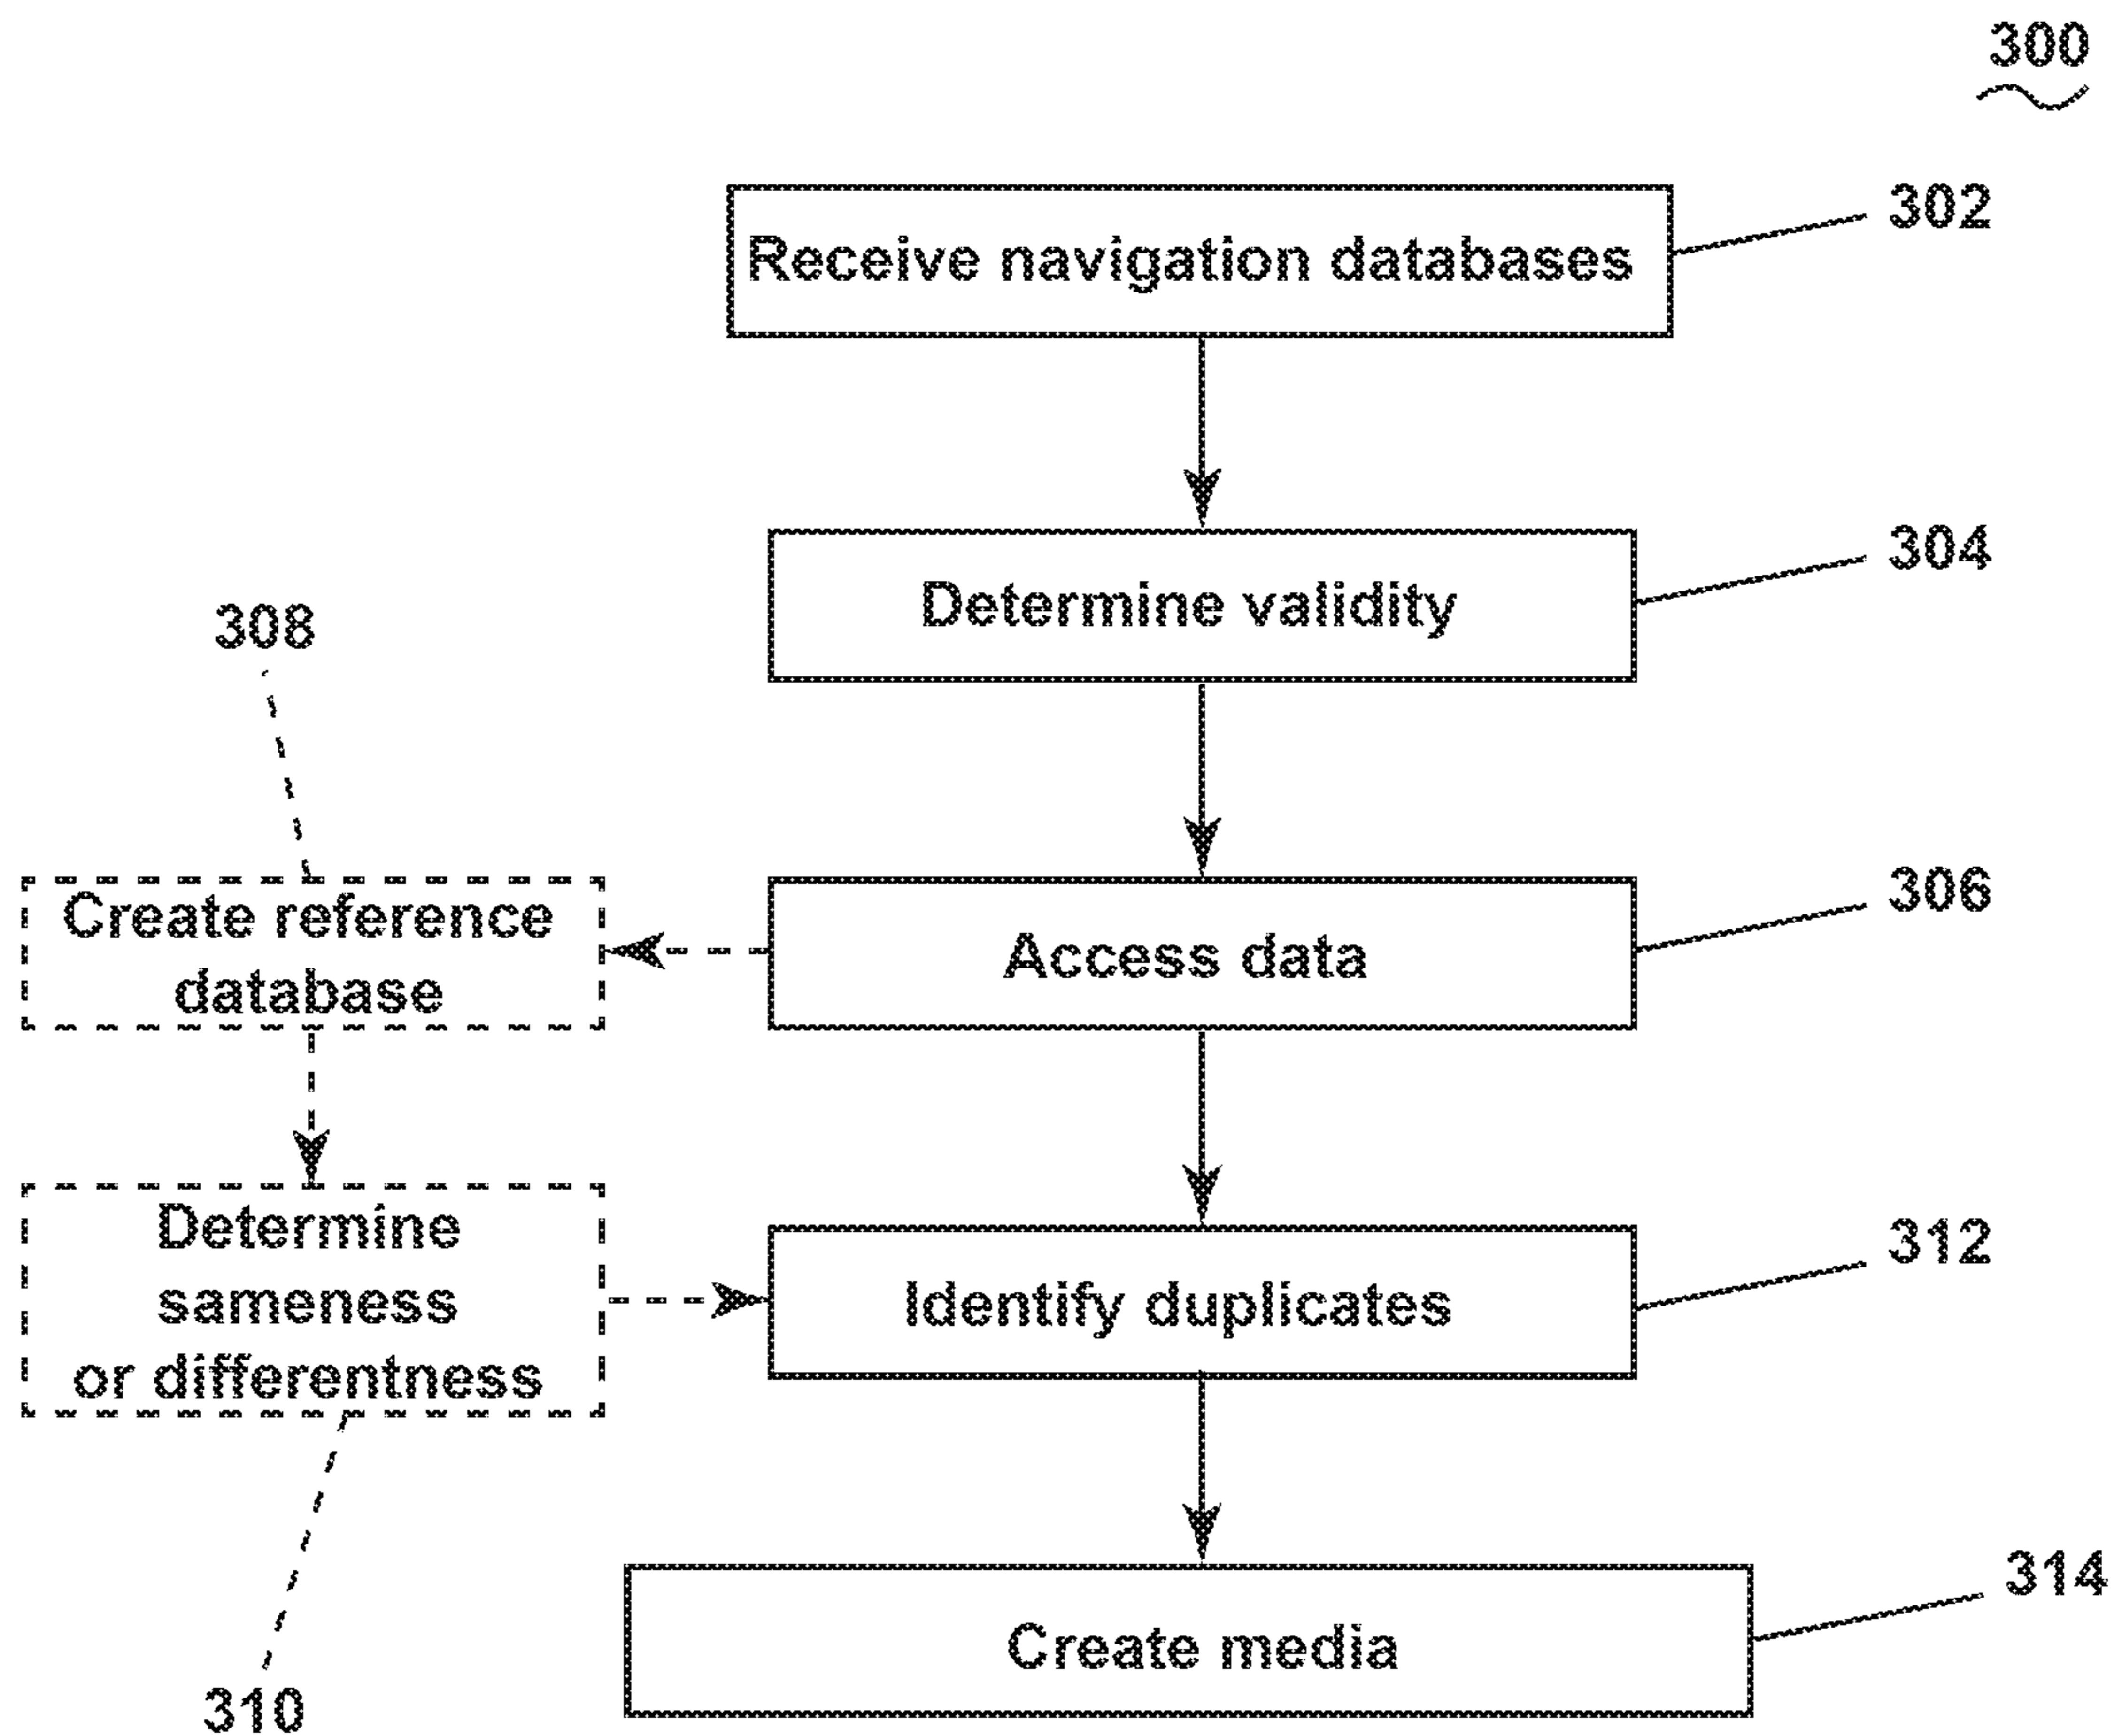 300
Receive navigation databases
302
Determine validity
304
308
Create reference
database
Access data
306
Determine
sameness
or differentness
Identify duplicates
312
310
Create media
314